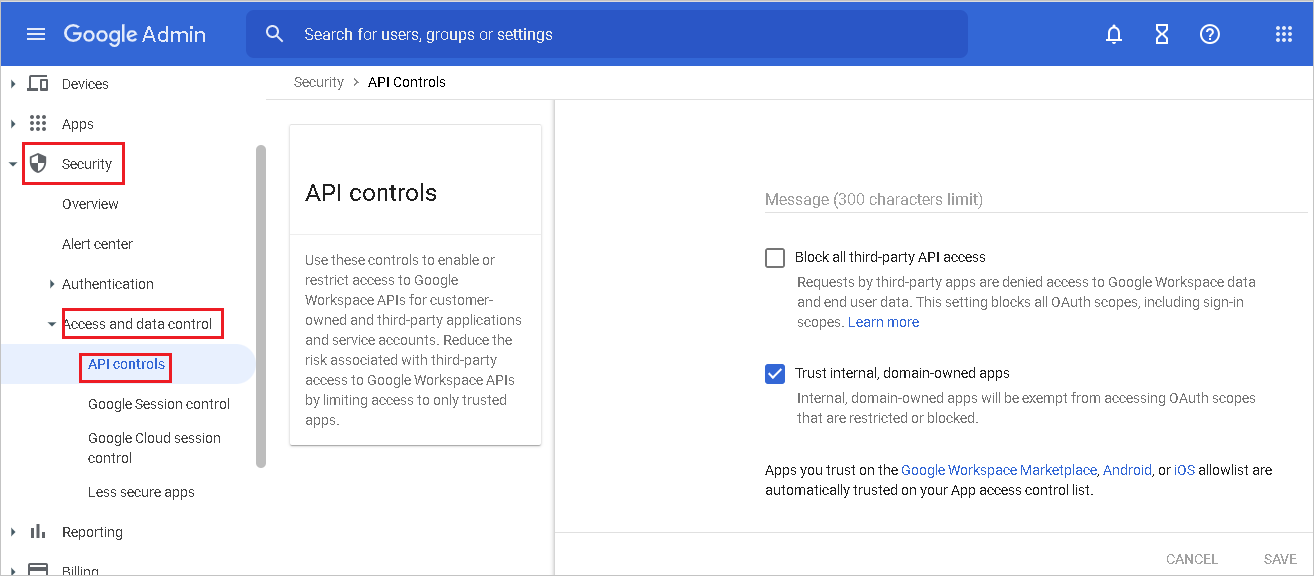 Google Admin
Search for users, groups or settings
Devices
Apps
Security
Overview
Alert center
Authentication
Access and data control
API controls
Google Session control
Google Cloud session
control
Less secure apps
Reporting
Billing
Security > API Controls
API controls
Use these controls to enable or
restrict access to Google
Workspace APIs for customer-
owned and third-party applications
and service accounts. Reduce the
risk associated with third-party
access to Google Workspace APIs
by limiting access to only trusted
apps.
Message (300 characters limit)
Block all third-party API access
Requests by third-party apps are denied access to Google Workspace data
and end user data. This setting blocks all OAuth scopes, including sign-in
scopes. Learn more
Trust internal, domain-owned apps
Internal, domain-owned apps will be exempt from accessing OAuth scopes
that are restricted or blocked.
Apps you trust on the Google Workspace Marketplace, Android, or iOS allowlist are
automatically trusted on your App access control list.
CANCEL SAVE